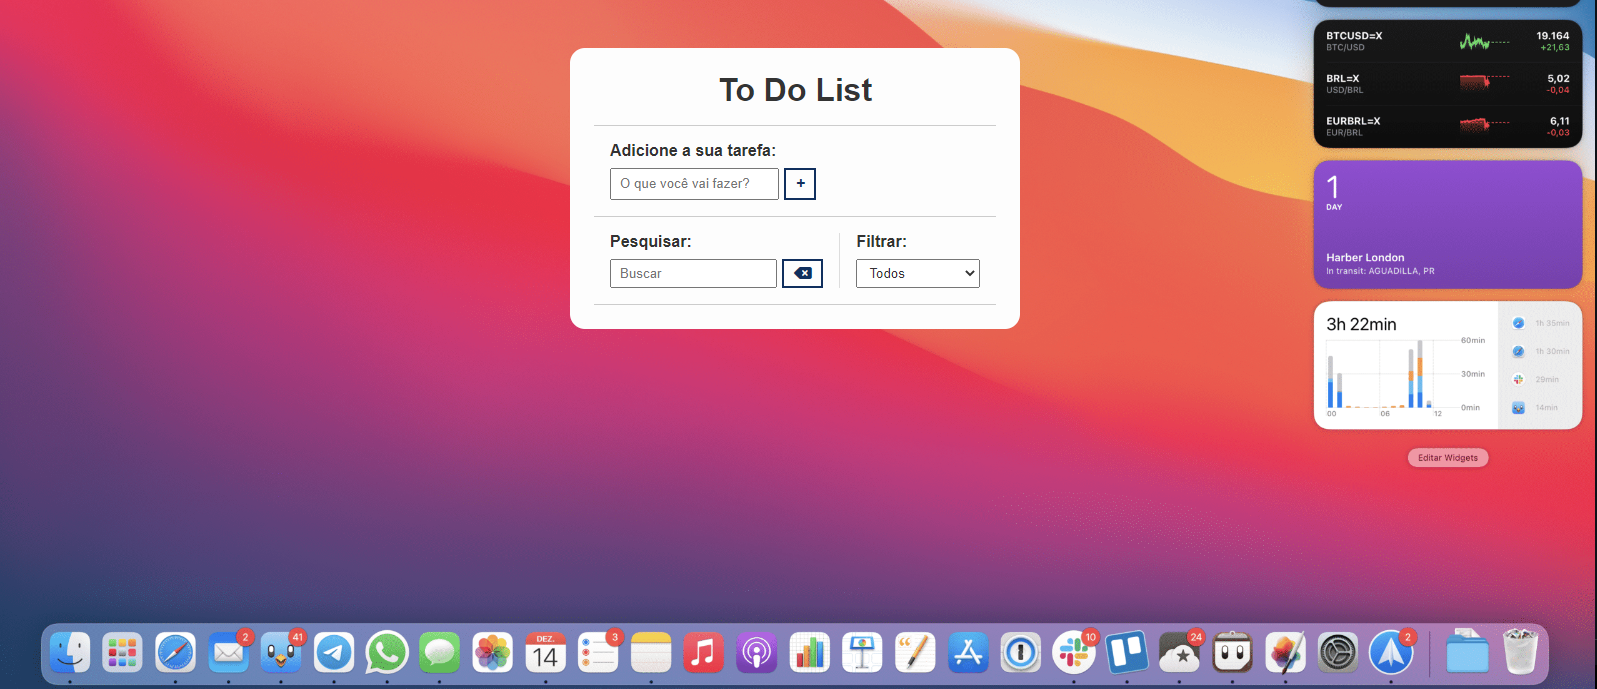 To Do List
Adicione a sua tarefa:
O que você vai fazer?
+
Pesquisar:
Filtrar:
Buscar
Todos
BTCUSD=X
19.164
BTC/USD
+21,63
BRL=X
5,02
USD/BRL
-0,04
EURBRL=X
6,11
EUR/BRL
-0,03
1
DAY
Harber London
In transit: AGUADILLA, PR
3h 22min
1h 35min
60min
1h 30min
30min
29min
0min
14min
00
06
12
Editar Widgets
2
41
DEZ.
14
3
10
24
2